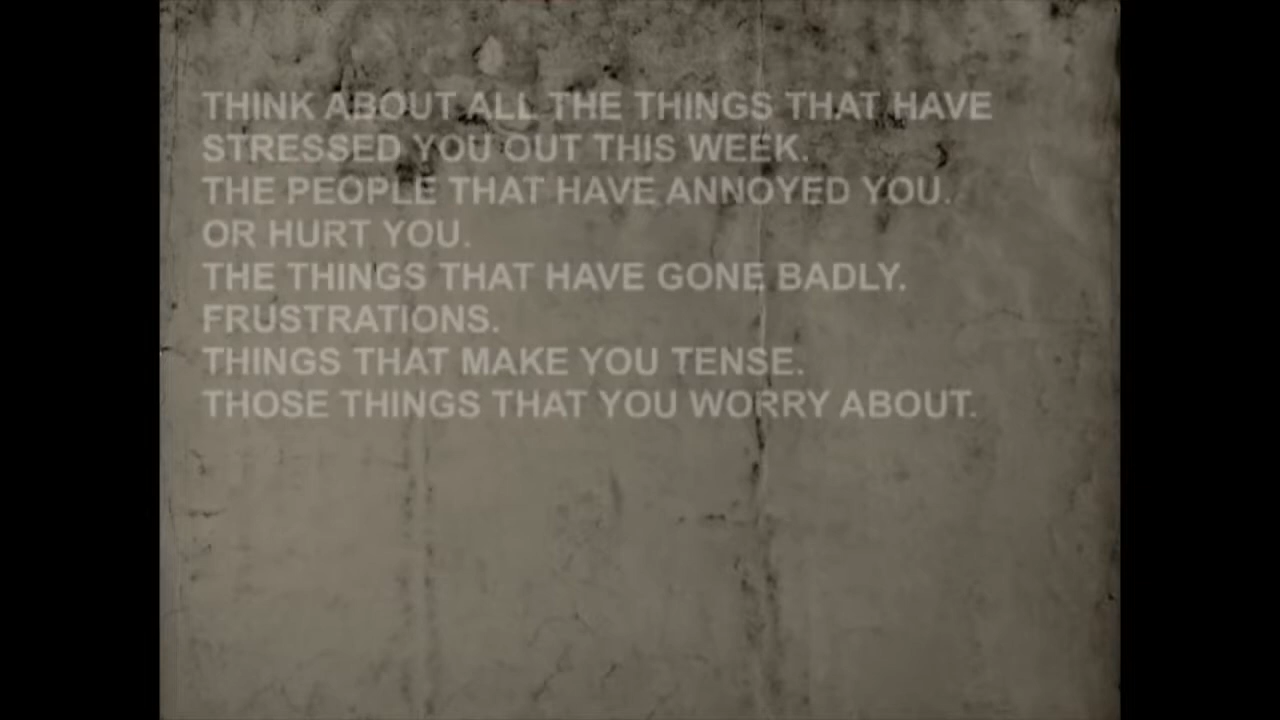 THINK ABOUT ALL THE THINGS THAT HAVE
STRESSED YOU OUT THIS WEEK.
THE PEOPLE THAT HAVE ANNOYED YOU.
OR HURT YOU.
THE THINGS THAT HAVE GONE BADLY.
FRUSTRATIONS.
THINGS THAT MAKE YOU TENSE.
THOSE THINGS THAT YOU WORRY ABOUT.